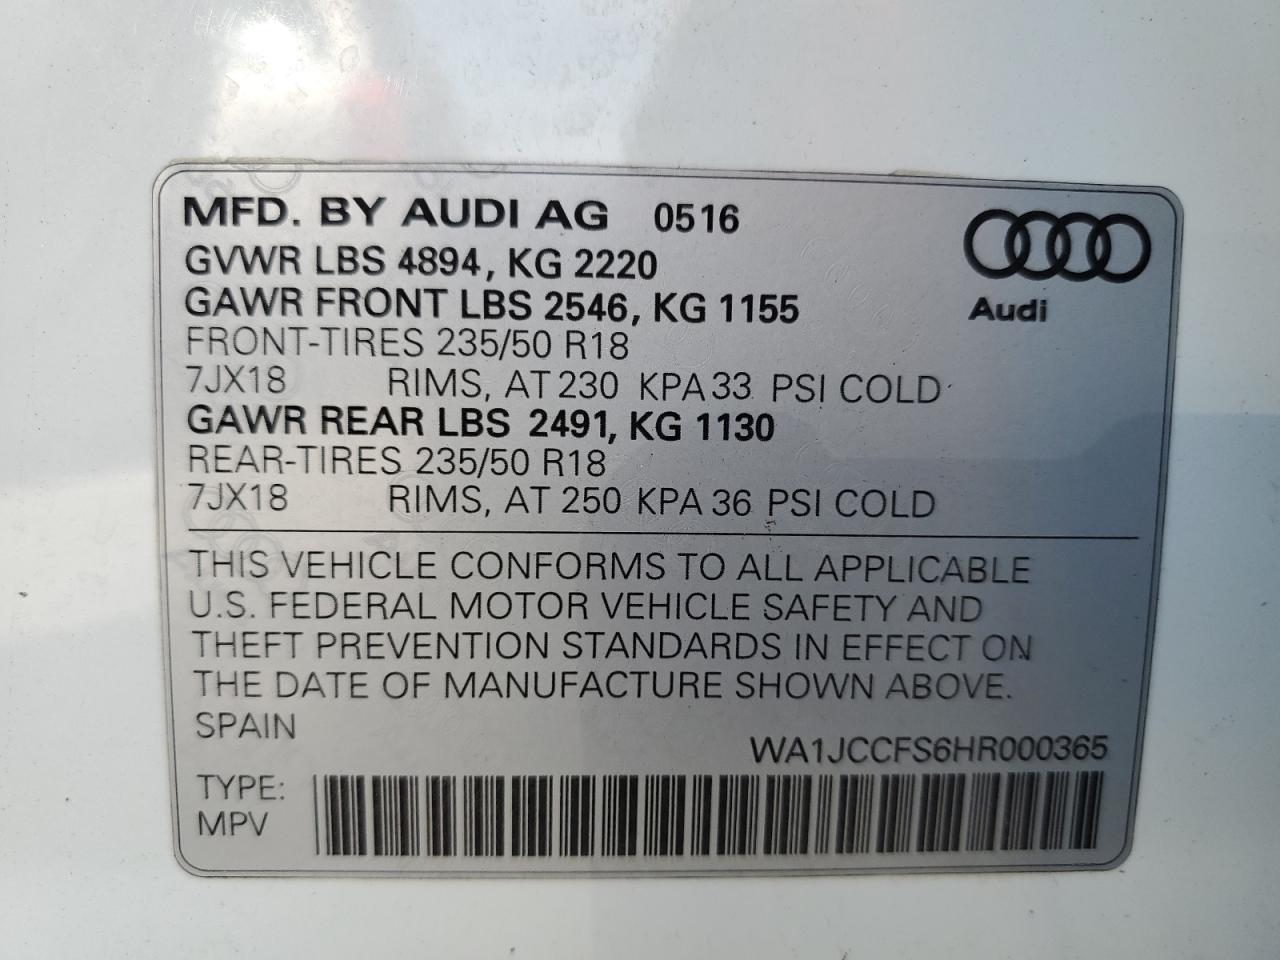 MFD. BY AUDI AG 0516
GVWR LBS 4894, KG 2220
GAWR FRONT LBS 2546, KG 1155
FRONT-TIRES 235/50 R18
7JX18 RIMS, AT 230 KPA 33 PSI COLD
GAWR REAR LBS 2491, KG 1130
REAR-TIRES 235/50 R18
7JX18 RIMS, AT 250 KPA 36 PSI COLD
Audi
THIS VEHICLE CONFORMS TO ALL APPLICABLE
U.S. FEDERAL MOTOR VEHICLE SAFETY AND
THEFT PREVENTION STANDARDS IN EFFECT ON
THE DATE OF MANUFACTURE SHOWN ABOVE.
SPAIN
WA1JCCFS6HR000365
TYPE:
MPV